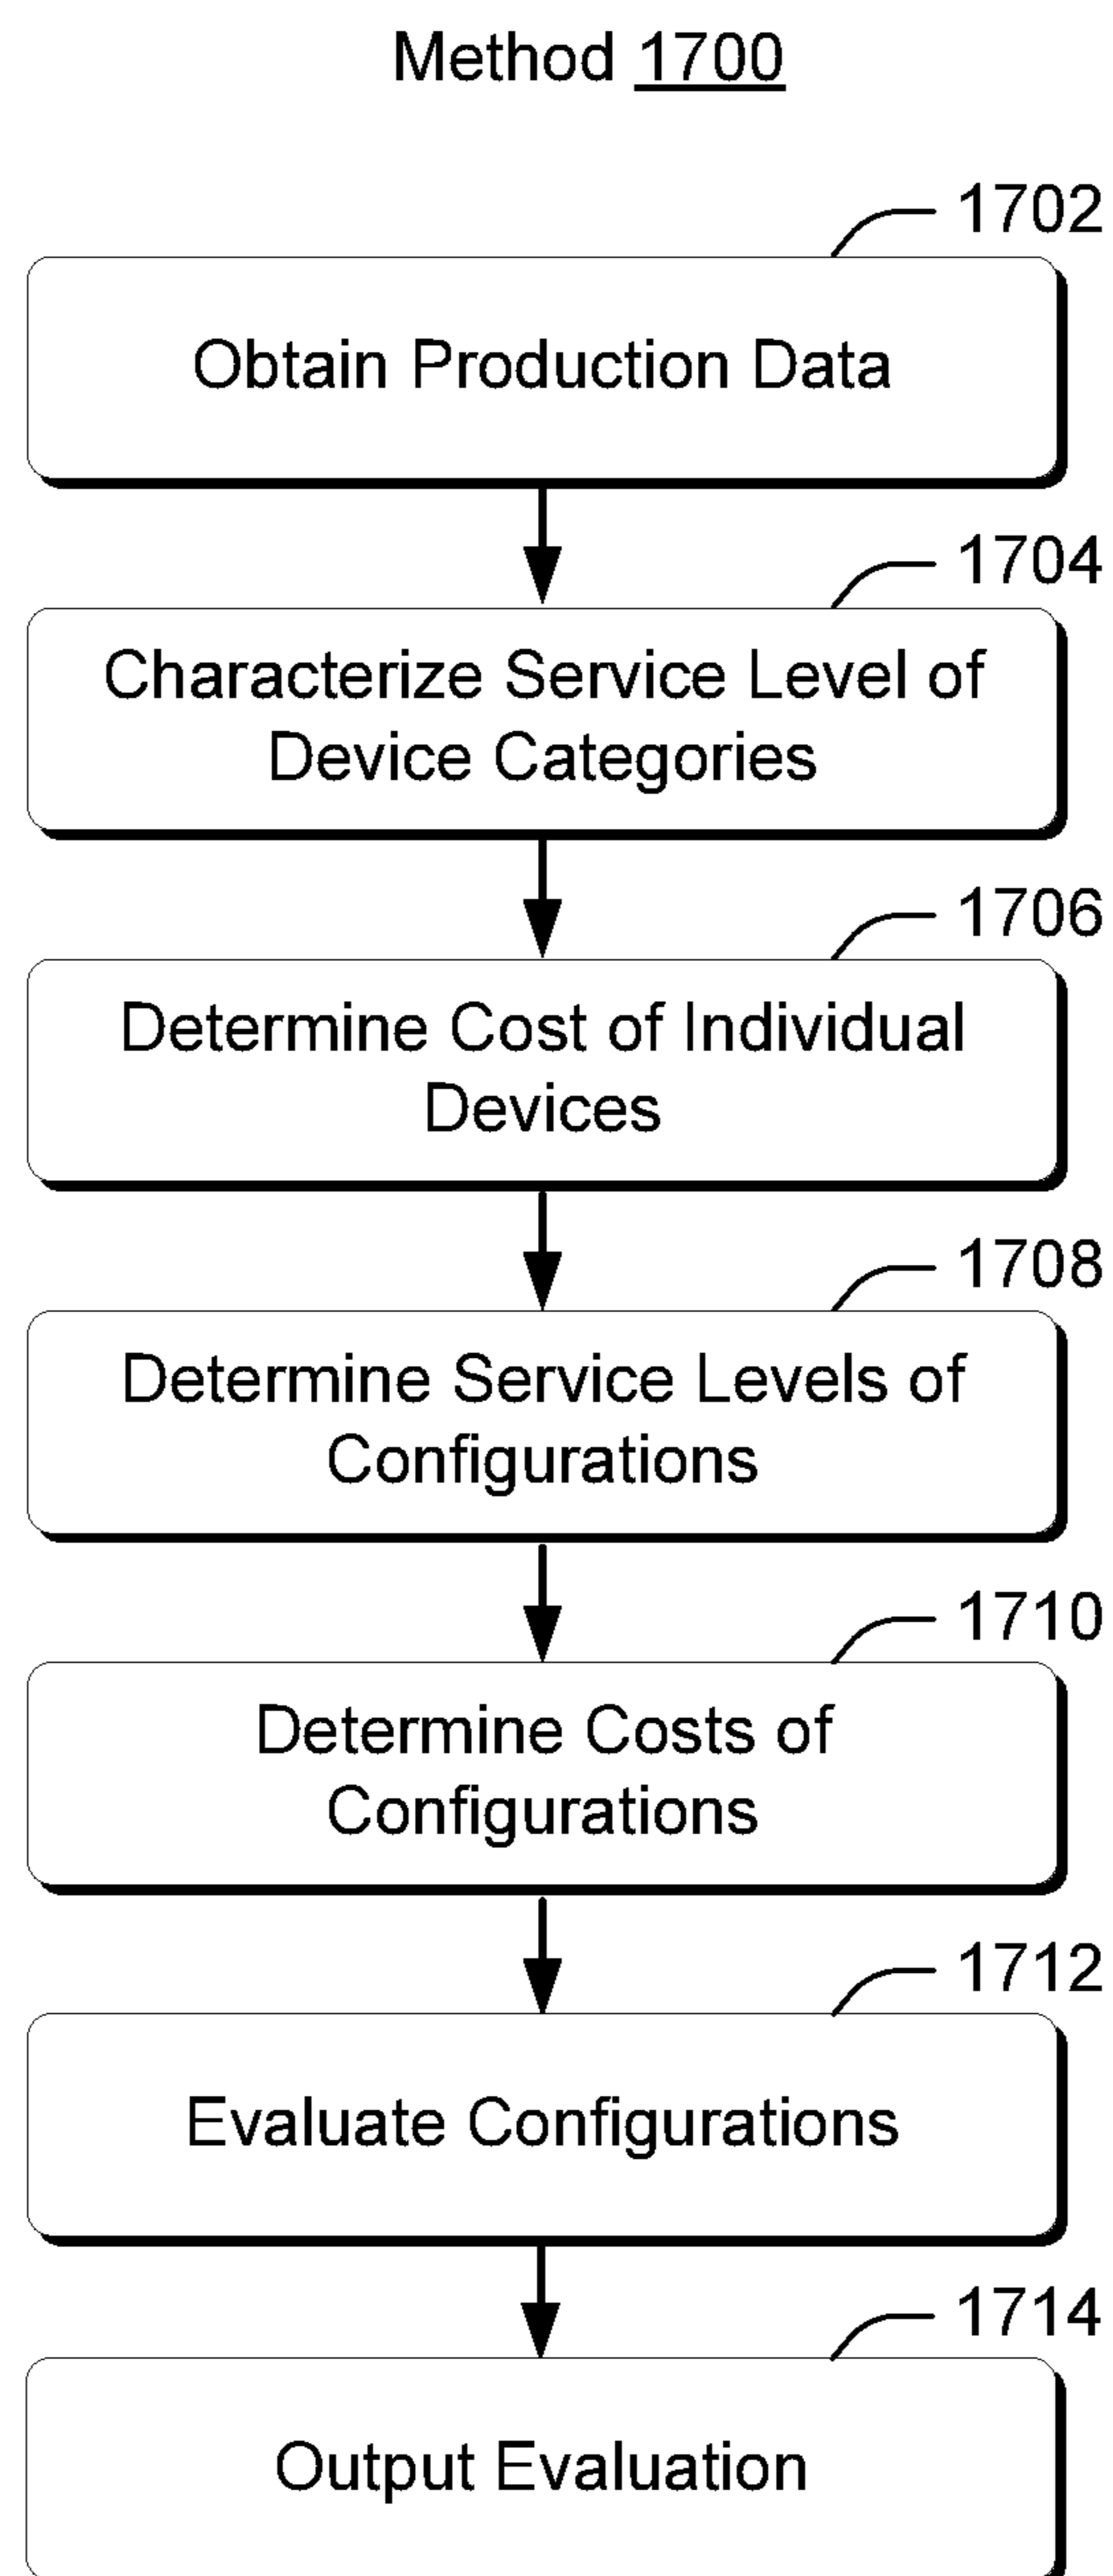 Method 1700
1702
Obtain Production Data
1704
Characterize Service Level of
Device Categories
1706
Determine Cost of Individual
Devices
1708
Determine Service Levels of
Configurations
1710
Determine Costs of
Configurations
1712
Evaluate Configurations
1714
Output Evaluation